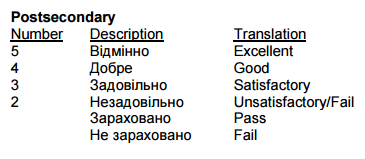 Postsecondary
Number Description Translation
5 Відмінно Excellent
4 Добре Good
3 Задовільно Satisfactory
2 Незадовільно Unsatisfactory/Fail
Зараховано Pass
Не зараховано Fail